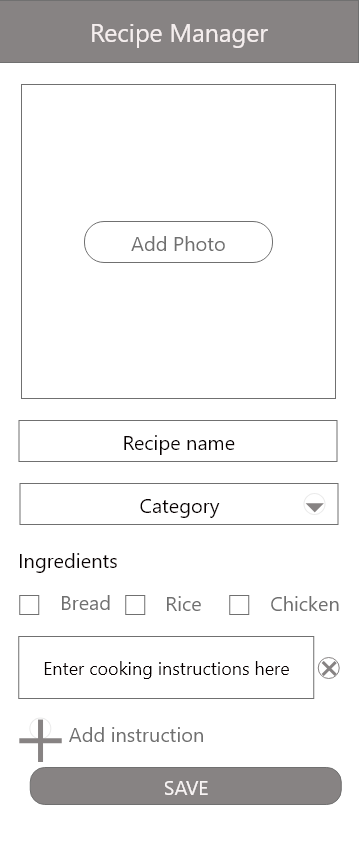 Recipe Manager
Add Photo
Recipe name
Category
Ingredients
Bread Rice Chicken
Enter cooking instructions here
Add instruction
SAVE